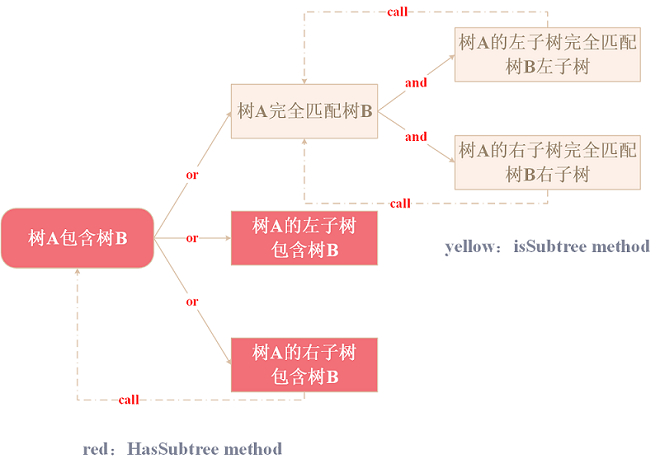 call
树A的左子树完全匹配
树B左子树
and
树A完全匹配树B
and
树A的右子树完全匹配
树B右子树
or
call
树A包含树B
or
树A的左子树
包含树B
yellow：isSubtree method
or
树A的右子树
包含树B
call
red：HasSubtree method